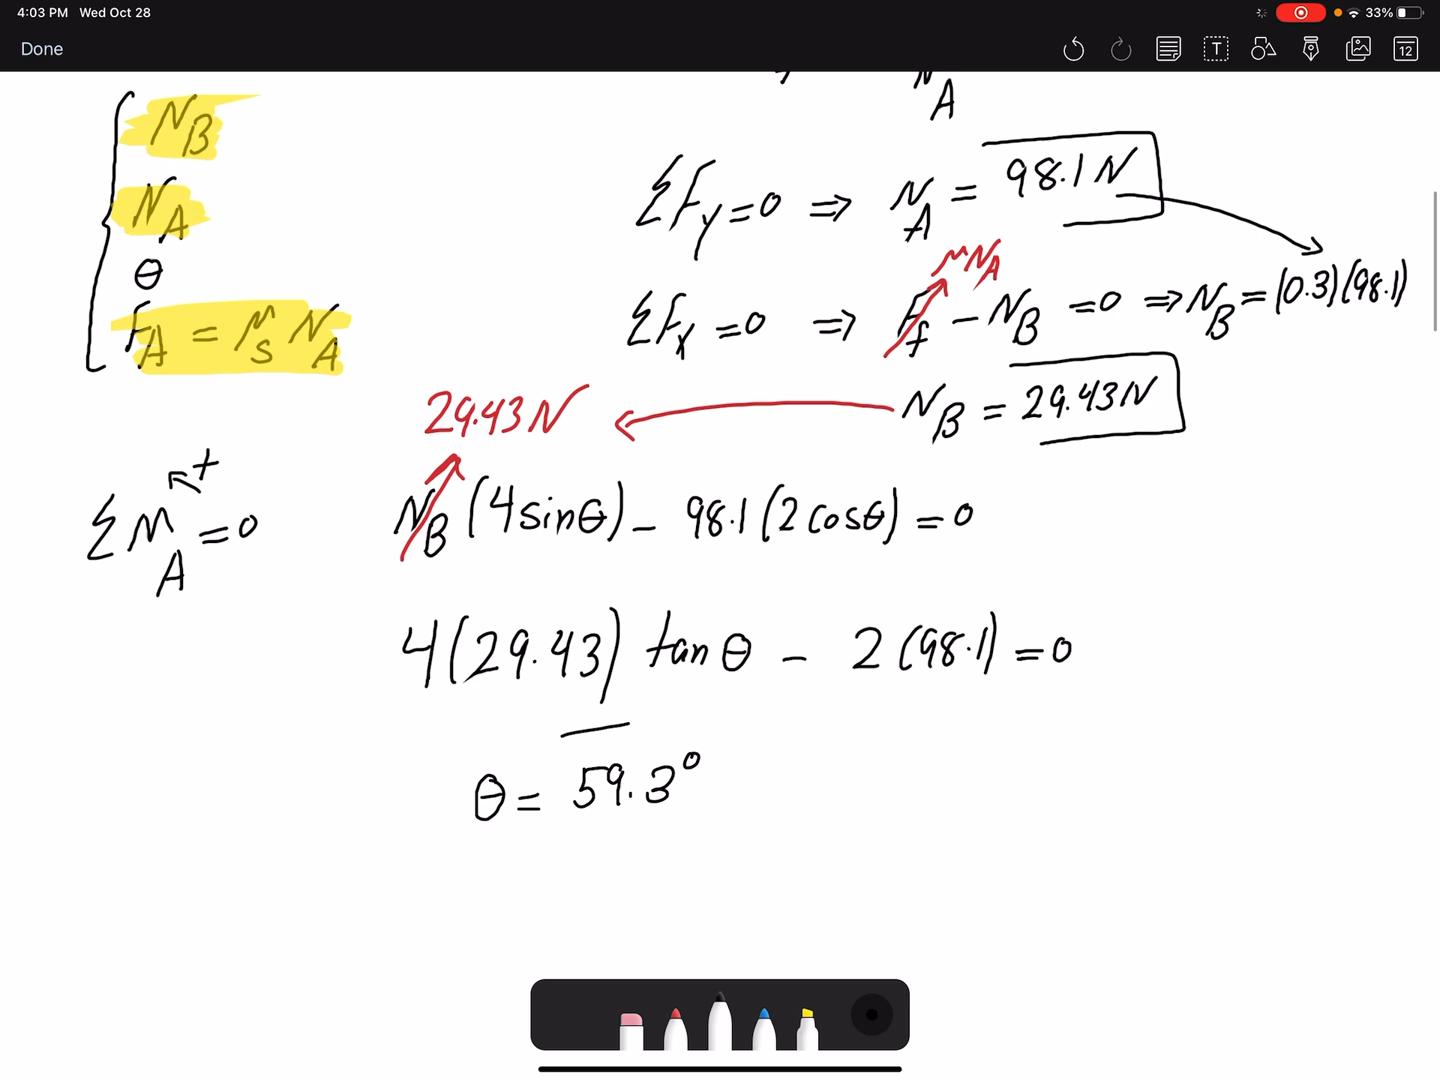 4:03 PM Wed Oct 28
33%
Done
T
12
N_B
N_A
θ
F_A = μ_s N_A
N_A
ΣF_y = 0 ⇒ N_A = 98.1 N
μN_A
ΣF_x = 0 ⇒ F_f - N_B = 0 ⇒ N_B = (0.3)(98.1)
29.43 N
N_B = 29.43 N
+
ΣM_A = 0
N_B (4 sinθ) - 98.1 (2 cosθ) = 0
4(29.43) tan θ - 2(98.1) = 0
θ = 59.3°